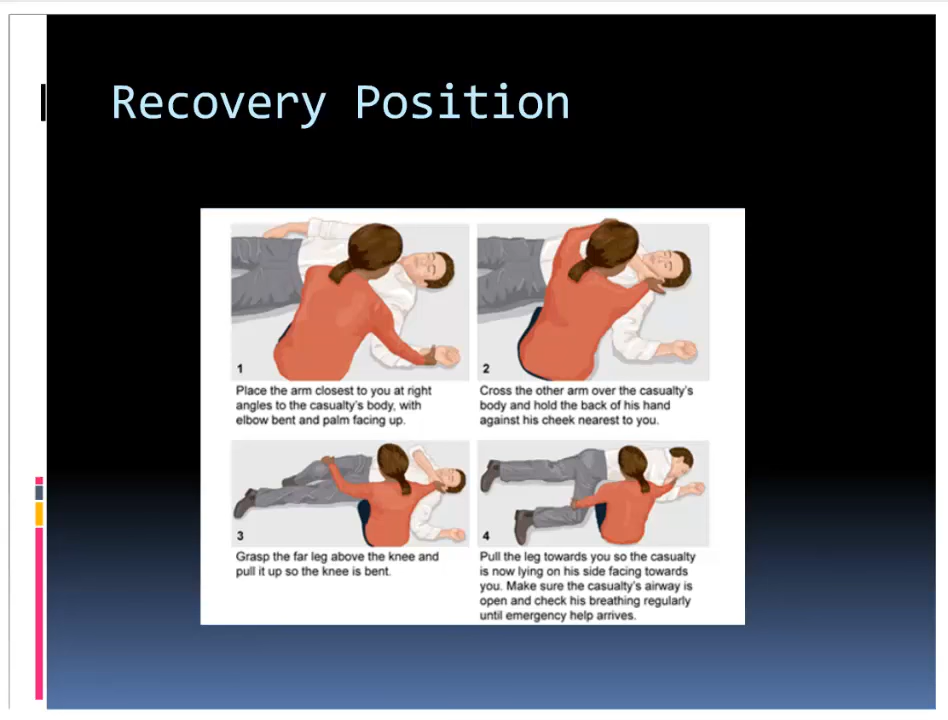 Recovery Position
1
Place the arm closest to you at right
angles to the casualty's body, with
elbow bent and palm facing up.
2
Cross the other arm over the casualty's
body and hold the back of his hand
against his cheek nearest to you.
3
Grasp the far leg above the knee and
pull it up so the knee is bent.
4
Pull the leg towards you so the casualty
is now lying on his side facing towards
you. Make sure the casualty's airway is
open and check his breathing regularly
until emergency help arrives.